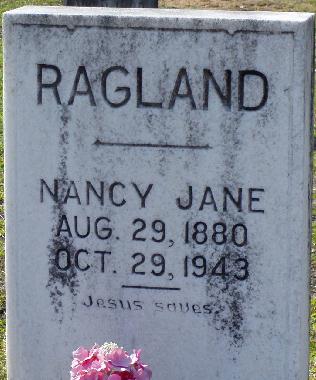 RAGLAND
NANCY JANE
AUG. 29, 1880
OCT. 29, 1943
Jesus saves